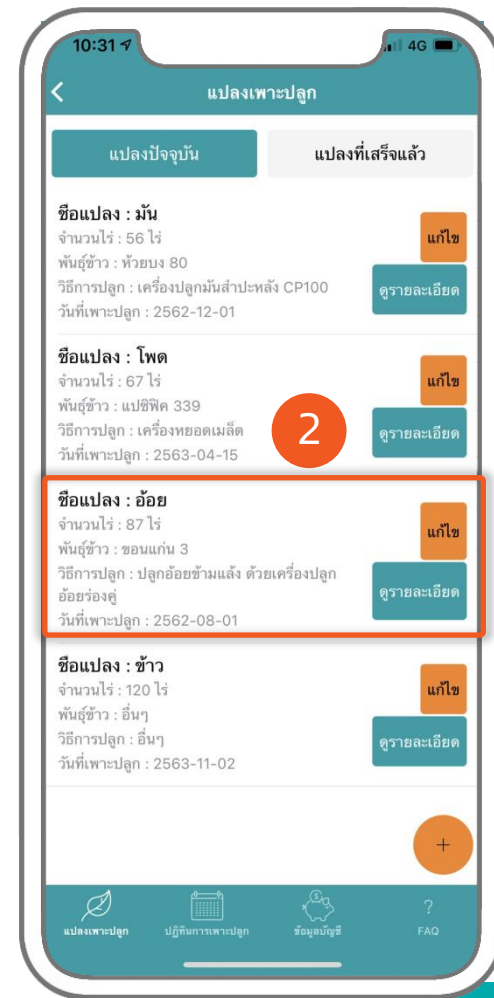 10:31 4G
แปลงเพาะปลูก
แปลงปัจจุบัน แปลงที่เสร็จแล้ว
ชื่อแปลง : มัน
จำนวนไร่ : 56 ไร่
แก้ไข
พันธุ์ข้าว : ห้วยบง 80
วิธีการปลูก : เครื่องปลูกมันสำปะหลัง CP100
ดูรายละเอียด
วันที่เพาะปลูก : 2562-12-01
ชื่อแปลง : โพด
จำนวนไร่ : 67 ไร่
แก้ไข
พันธุ์ข้าว : แปซิฟิค 339
วิธีการปลูก : เครื่องหยอดเมล็ด
2
ดูรายละเอียด
วันที่เพาะปลูก : 2563-04-15
ชื่อแปลง : อ้อย
จำนวนไร่ : 87 ไร่
แก้ไข
พันธุ์ข้าว : ขอนแก่น 3
วิธีการปลูก : ปลูกอ้อยข้ามแล้ง ด้วยเครื่องปลูก
อ้อยร่องคู่
ดูรายละเอียด
วันที่เพาะปลูก : 2562-08-01
ชื่อแปลง : ข้าว
จำนวนไร่ : 120 ไร่
แก้ไข
พันธุ์ข้าว : อื่นๆ
วิธีการปลูก : อื่นๆ
ดูรายละเอียด
วันที่เพาะปลูก : 2563-11-02
+
แปลงเพาะปลูก ปฏิทินการเพาะปลูก ข้อมูลบัญชี ? FAQ